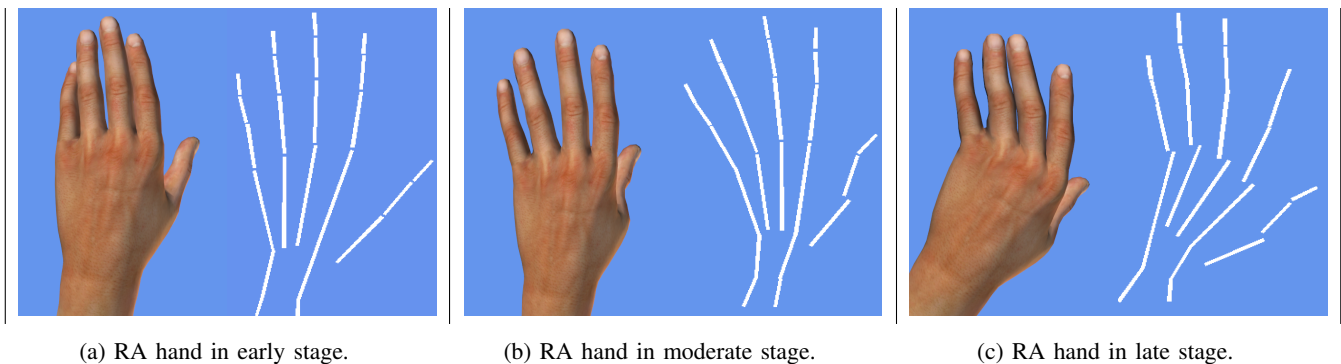 (a) RA hand in early stage.
(b) RA hand in moderate stage.
(c) RA hand in late stage.